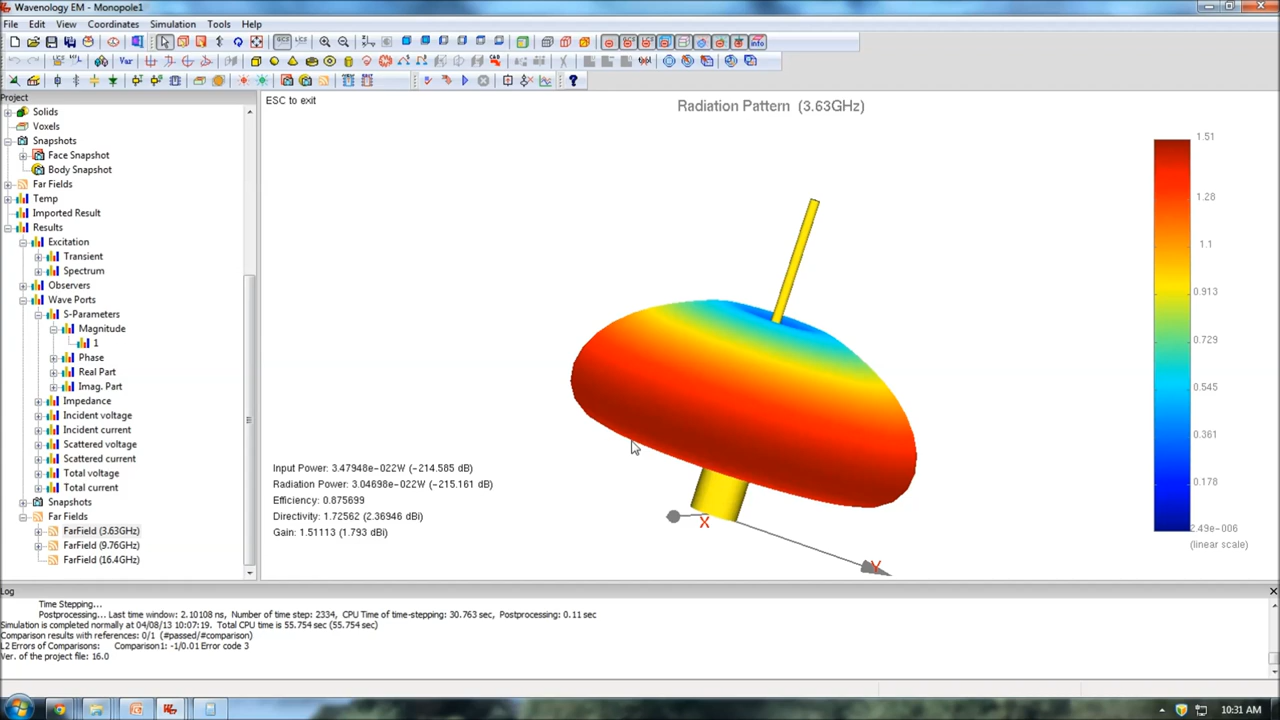 Wavenology EM - Monopole1
File Edit View Coordinates Simulation Tools Help
Var
info
Project
Solids
Voxels
Snapshots
Face Snapshot
Body Snapshot
Far Fields
Temp
Imported Result
Results
Excitation
Transient
Spectrum
Observers
Wave Ports
S-Parameters
Magnitude
1
Phase
Real Part
Imag. Part
Impedance
Incident voltage
Incident current
Scattered voltage
Scattered current
Total voltage
Total current
Snapshots
Far Fields
FarField (3.63GHz)
FarField (9.76GHz)
FarField (16.4GHz)
ESC to exit
Radiation Pattern (3.63GHz)
1.51
1.28
1.1
0.913
0.729
0.545
0.361
0.178
2.49e-006
(linear scale)
X
Y
Input Power: 3.47948e-022W (-214.585 dB)
Radiation Power: 3.04698e-022W (-215.161 dB)
Efficiency: 0.875699
Directivity: 1.72562 (2.36946 dBi)
Gain: 1.51113 (1.793 dBi)
Log
Time Stepping...
Postprocessing... Last time window: 2.10108 ns, Number of time step: 2334, CPU Time of time-stepping: 30.763 sec, Postprocessing: 0.11 sec
Simulation is completed normally at 04/08/13 10:07:19. Total CPU time is 55.754 sec (55.754 sec)
Comparison results with references: 0/1 (#passed/#comparison)
L2 Errors of Comparisons: Comparison1: -1/0.01 Error code 3
Ver. of the project file: 16.0
10:31 AM